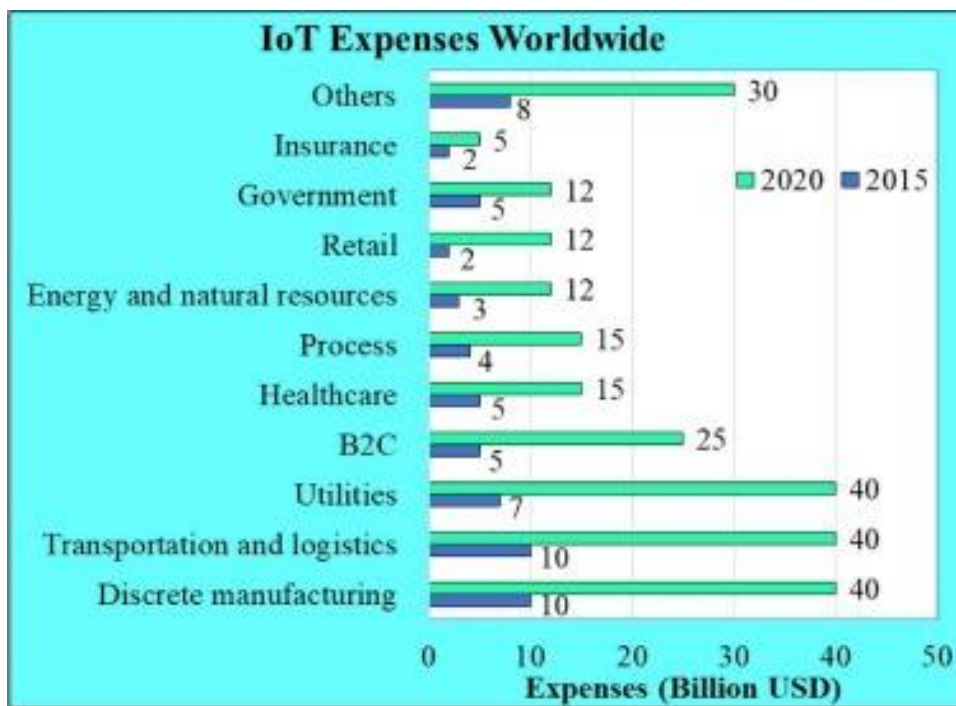 IoT Expenses Worldwide
Others
30
8
Insurance
5
2
2020
2015
Government
12
5
Retail
12
2
Energy and natural resources
12
3
Process
15
4
Healthcare
15
5
B2C
25
5
Utilities
40
7
Transportation and logistics
40
10
Discrete manufacturing
40
10
0 10 20 30 40 50
Expenses (Billion USD)